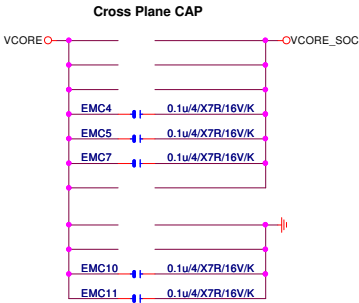 Cross Plane CAP
VCORE VCORE_SOC
EMC4 0.1u/4/X7R/16V/K
EMC5 0.1u/4/X7R/16V/K
EMC7 0.1u/4/X7R/16V/K
EMC10 0.1u/4/X7R/16V/K
EMC11 0.1u/4/X7R/16V/K